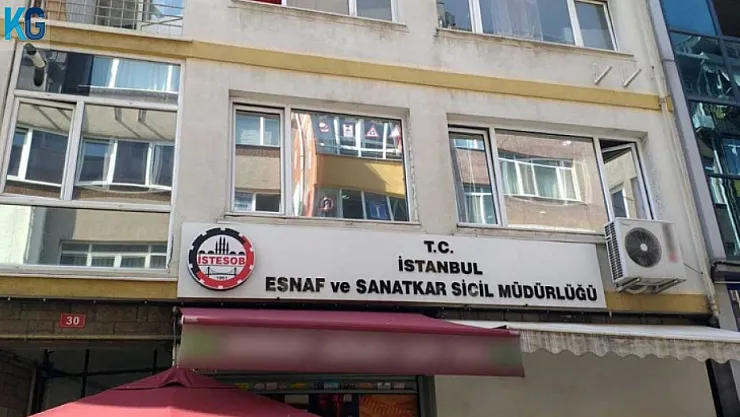 KG
T.C.
İSTANBUL
İSTESOB
ESNAF ve SANATKAR SİCİL MÜDÜRLÜĞÜ
30